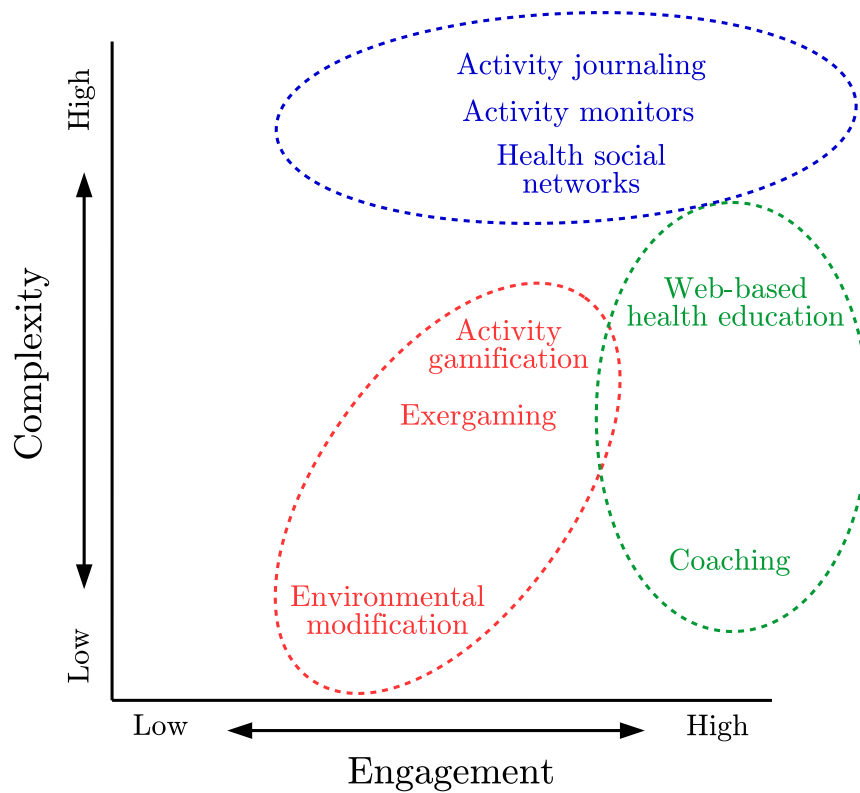 High
Activity journaling
Activity monitors
Health social
networks
Complexity
Web-based
health education
Activity
gamification
Exergaming
Coaching
Environmental
modification
Low
Low
High
Engagement